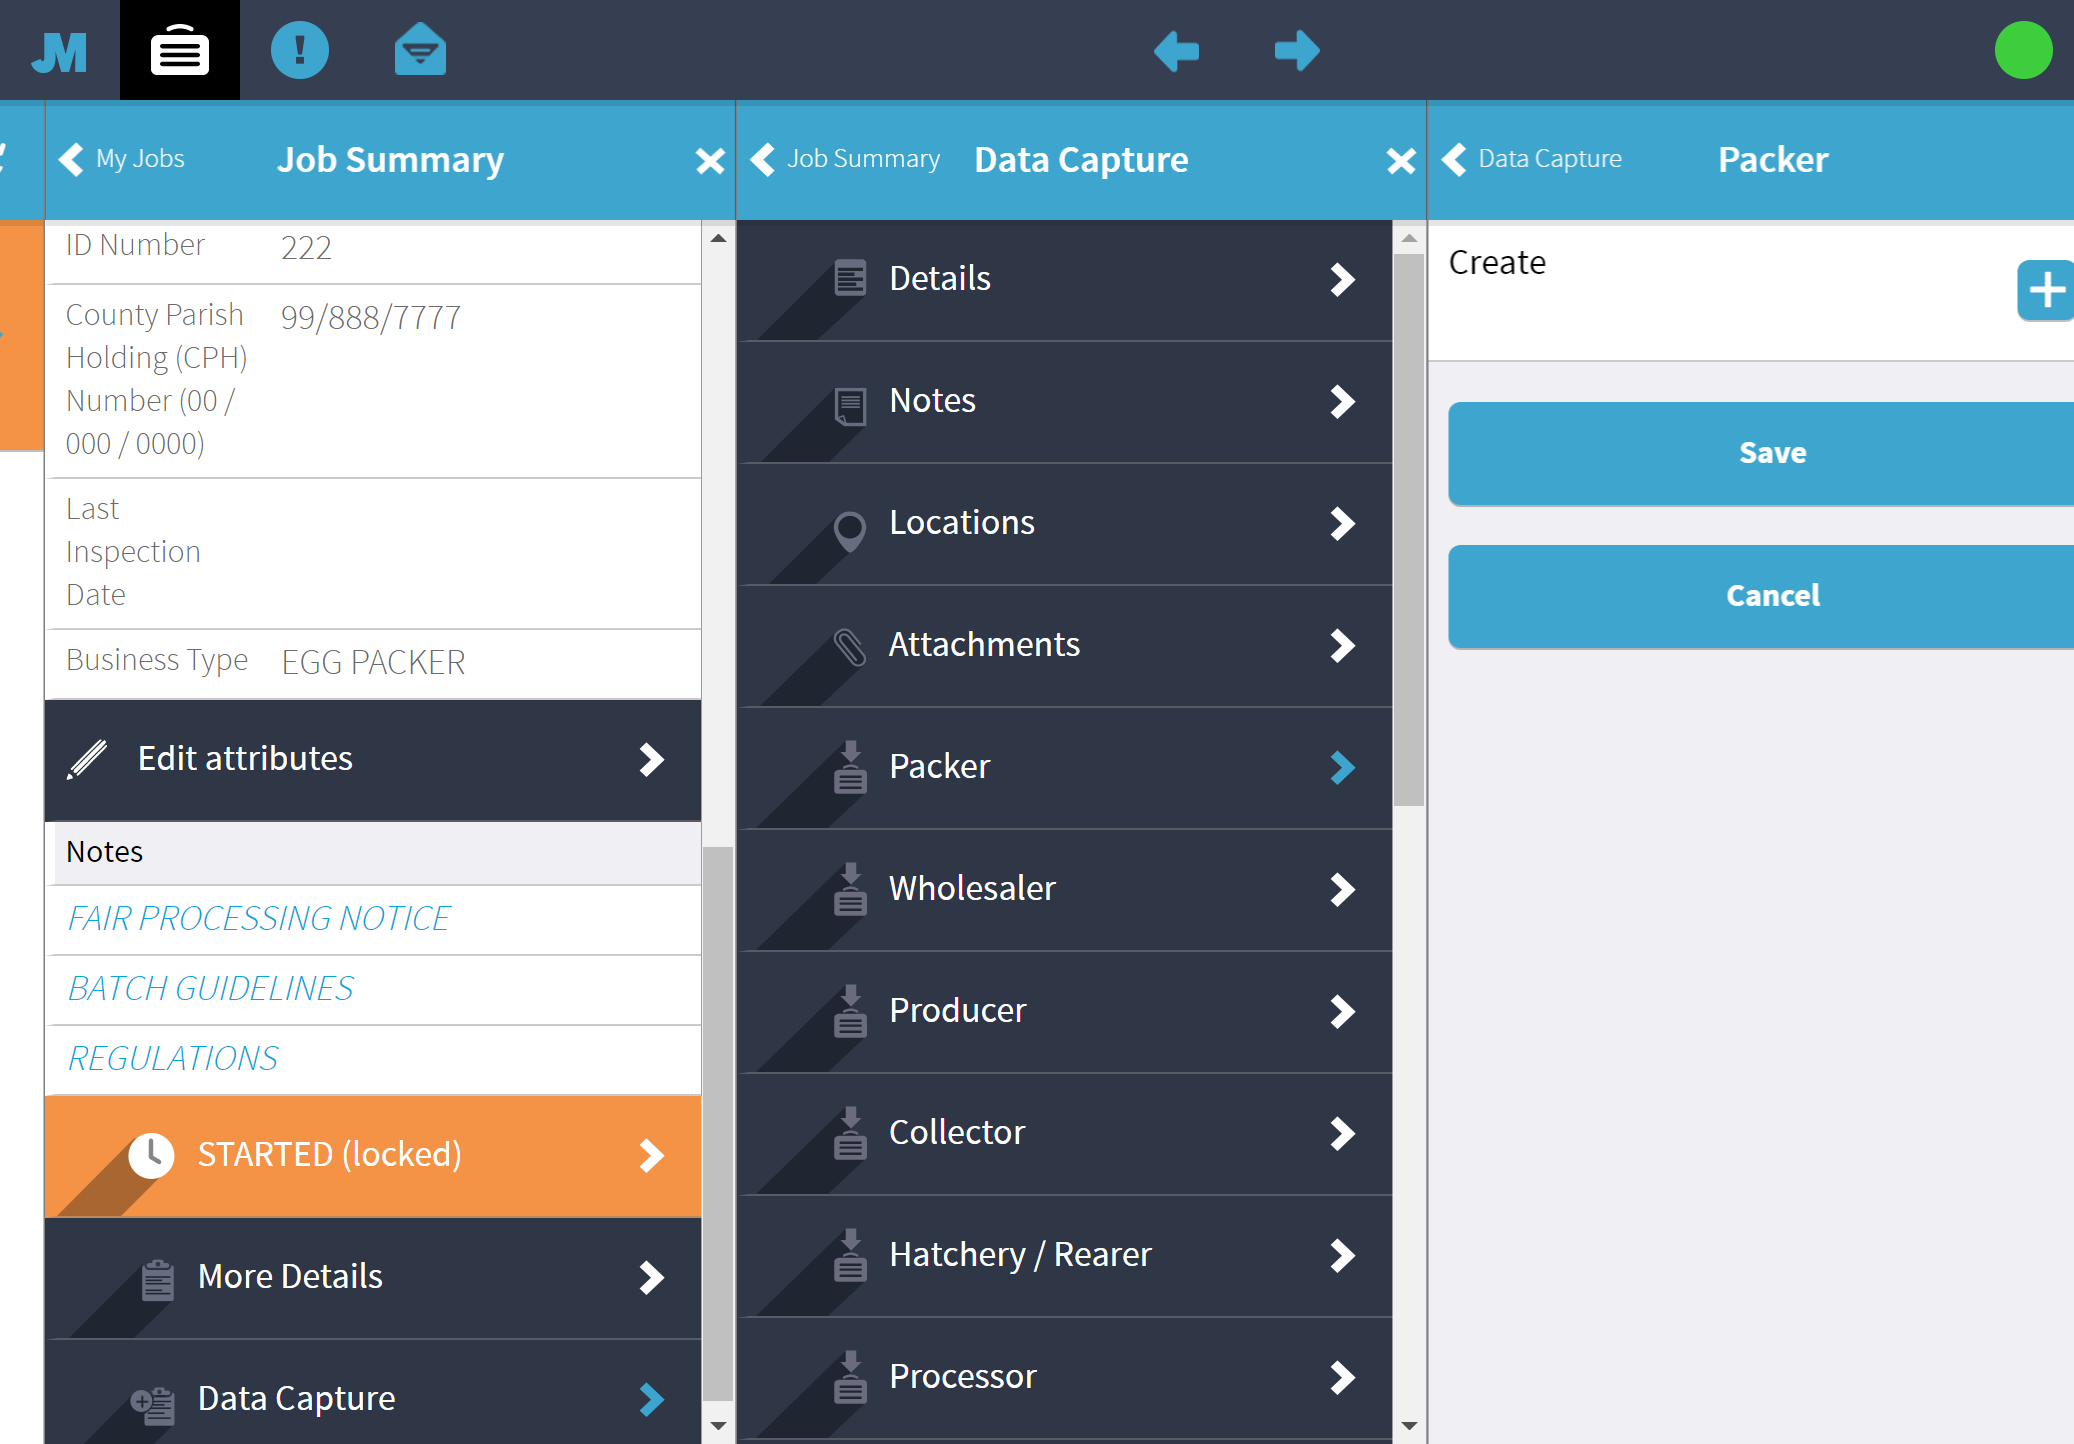 JM
My Jobs
Job Summary
Job Summary
Data Capture
Data Capture
Packer
ID Number 222
County Parish 99/888/7777
Holding (CPH)
Number (00 /
000 / 0000)
Last
Inspection
Date
Business Type EGG PACKER
Edit attributes
Notes
FAIR PROCESSING NOTICE
BATCH GUIDELINES
REGULATIONS
STARTED (locked)
More Details
Data Capture
Details
Notes
Locations
Attachments
Packer
Wholesaler
Producer
Collector
Hatchery / Rearer
Processor
Create
Save
Cancel